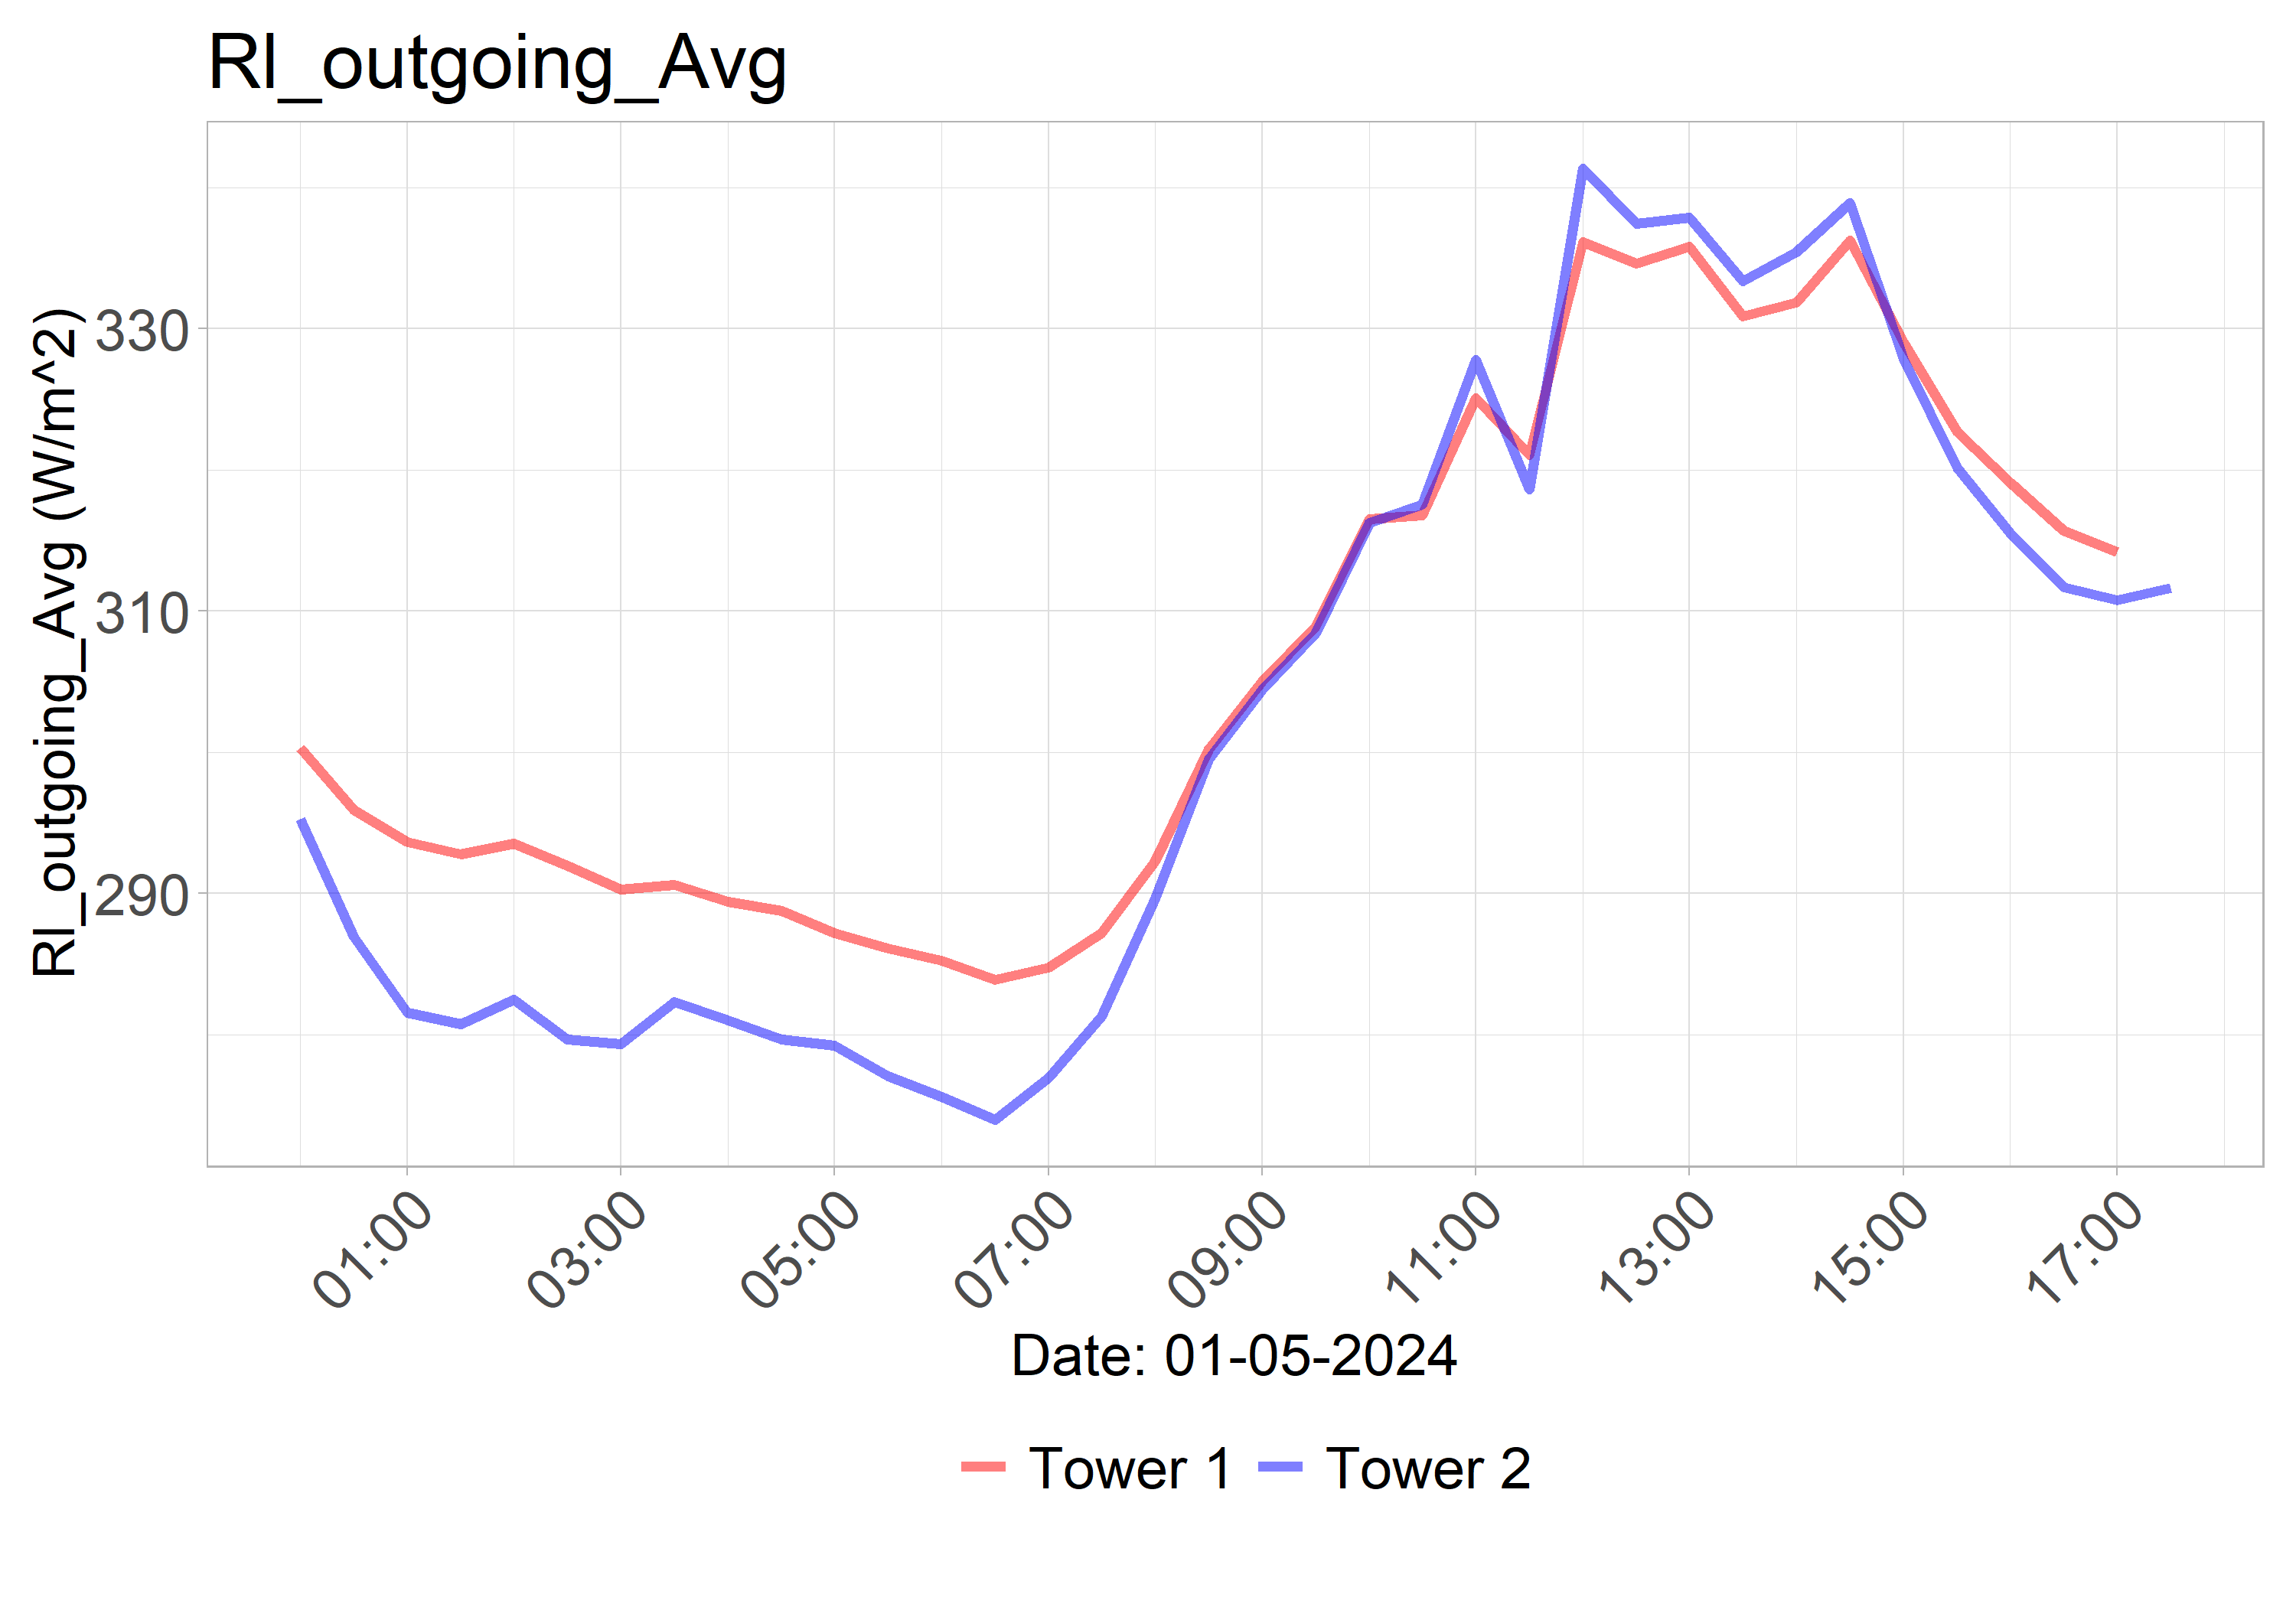 Rl_outgoing_Avg
Rl_outgoing_Avg (W/m^2)
330
310
290
01:00 03:00 05:00 07:00 09:00 11:00 13:00 15:00 17:00
Date: 01-05-2024
Tower 1 Tower 2